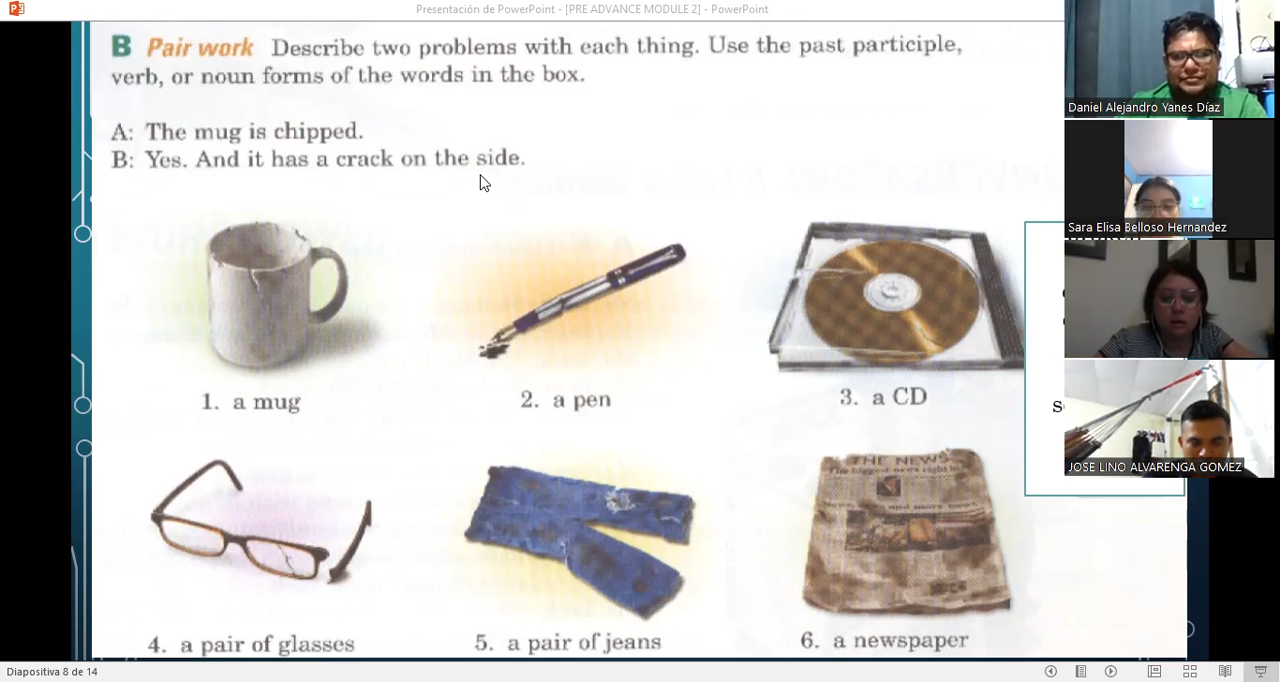 Presentación de PowerPoint - [PRE ADVANCE MODULE 2] - PowerPoint
B Pair work Describe two problems with each thing. Use the past participle,
verb, or noun forms of the words in the box.
A: The mug is chipped.
B: Yes. And it has a crack on the side.
1. a mug
2. a pen
3. a CD
THE NEWS
4. a pair of glasses
5. a pair of jeans
6. a newspaper
Daniel Alejandro Yanes Díaz
Sara Elisa Belloso Hernandez
JOSE LINO ALVARENGA GOMEZ
Diapositiva 8 de 14